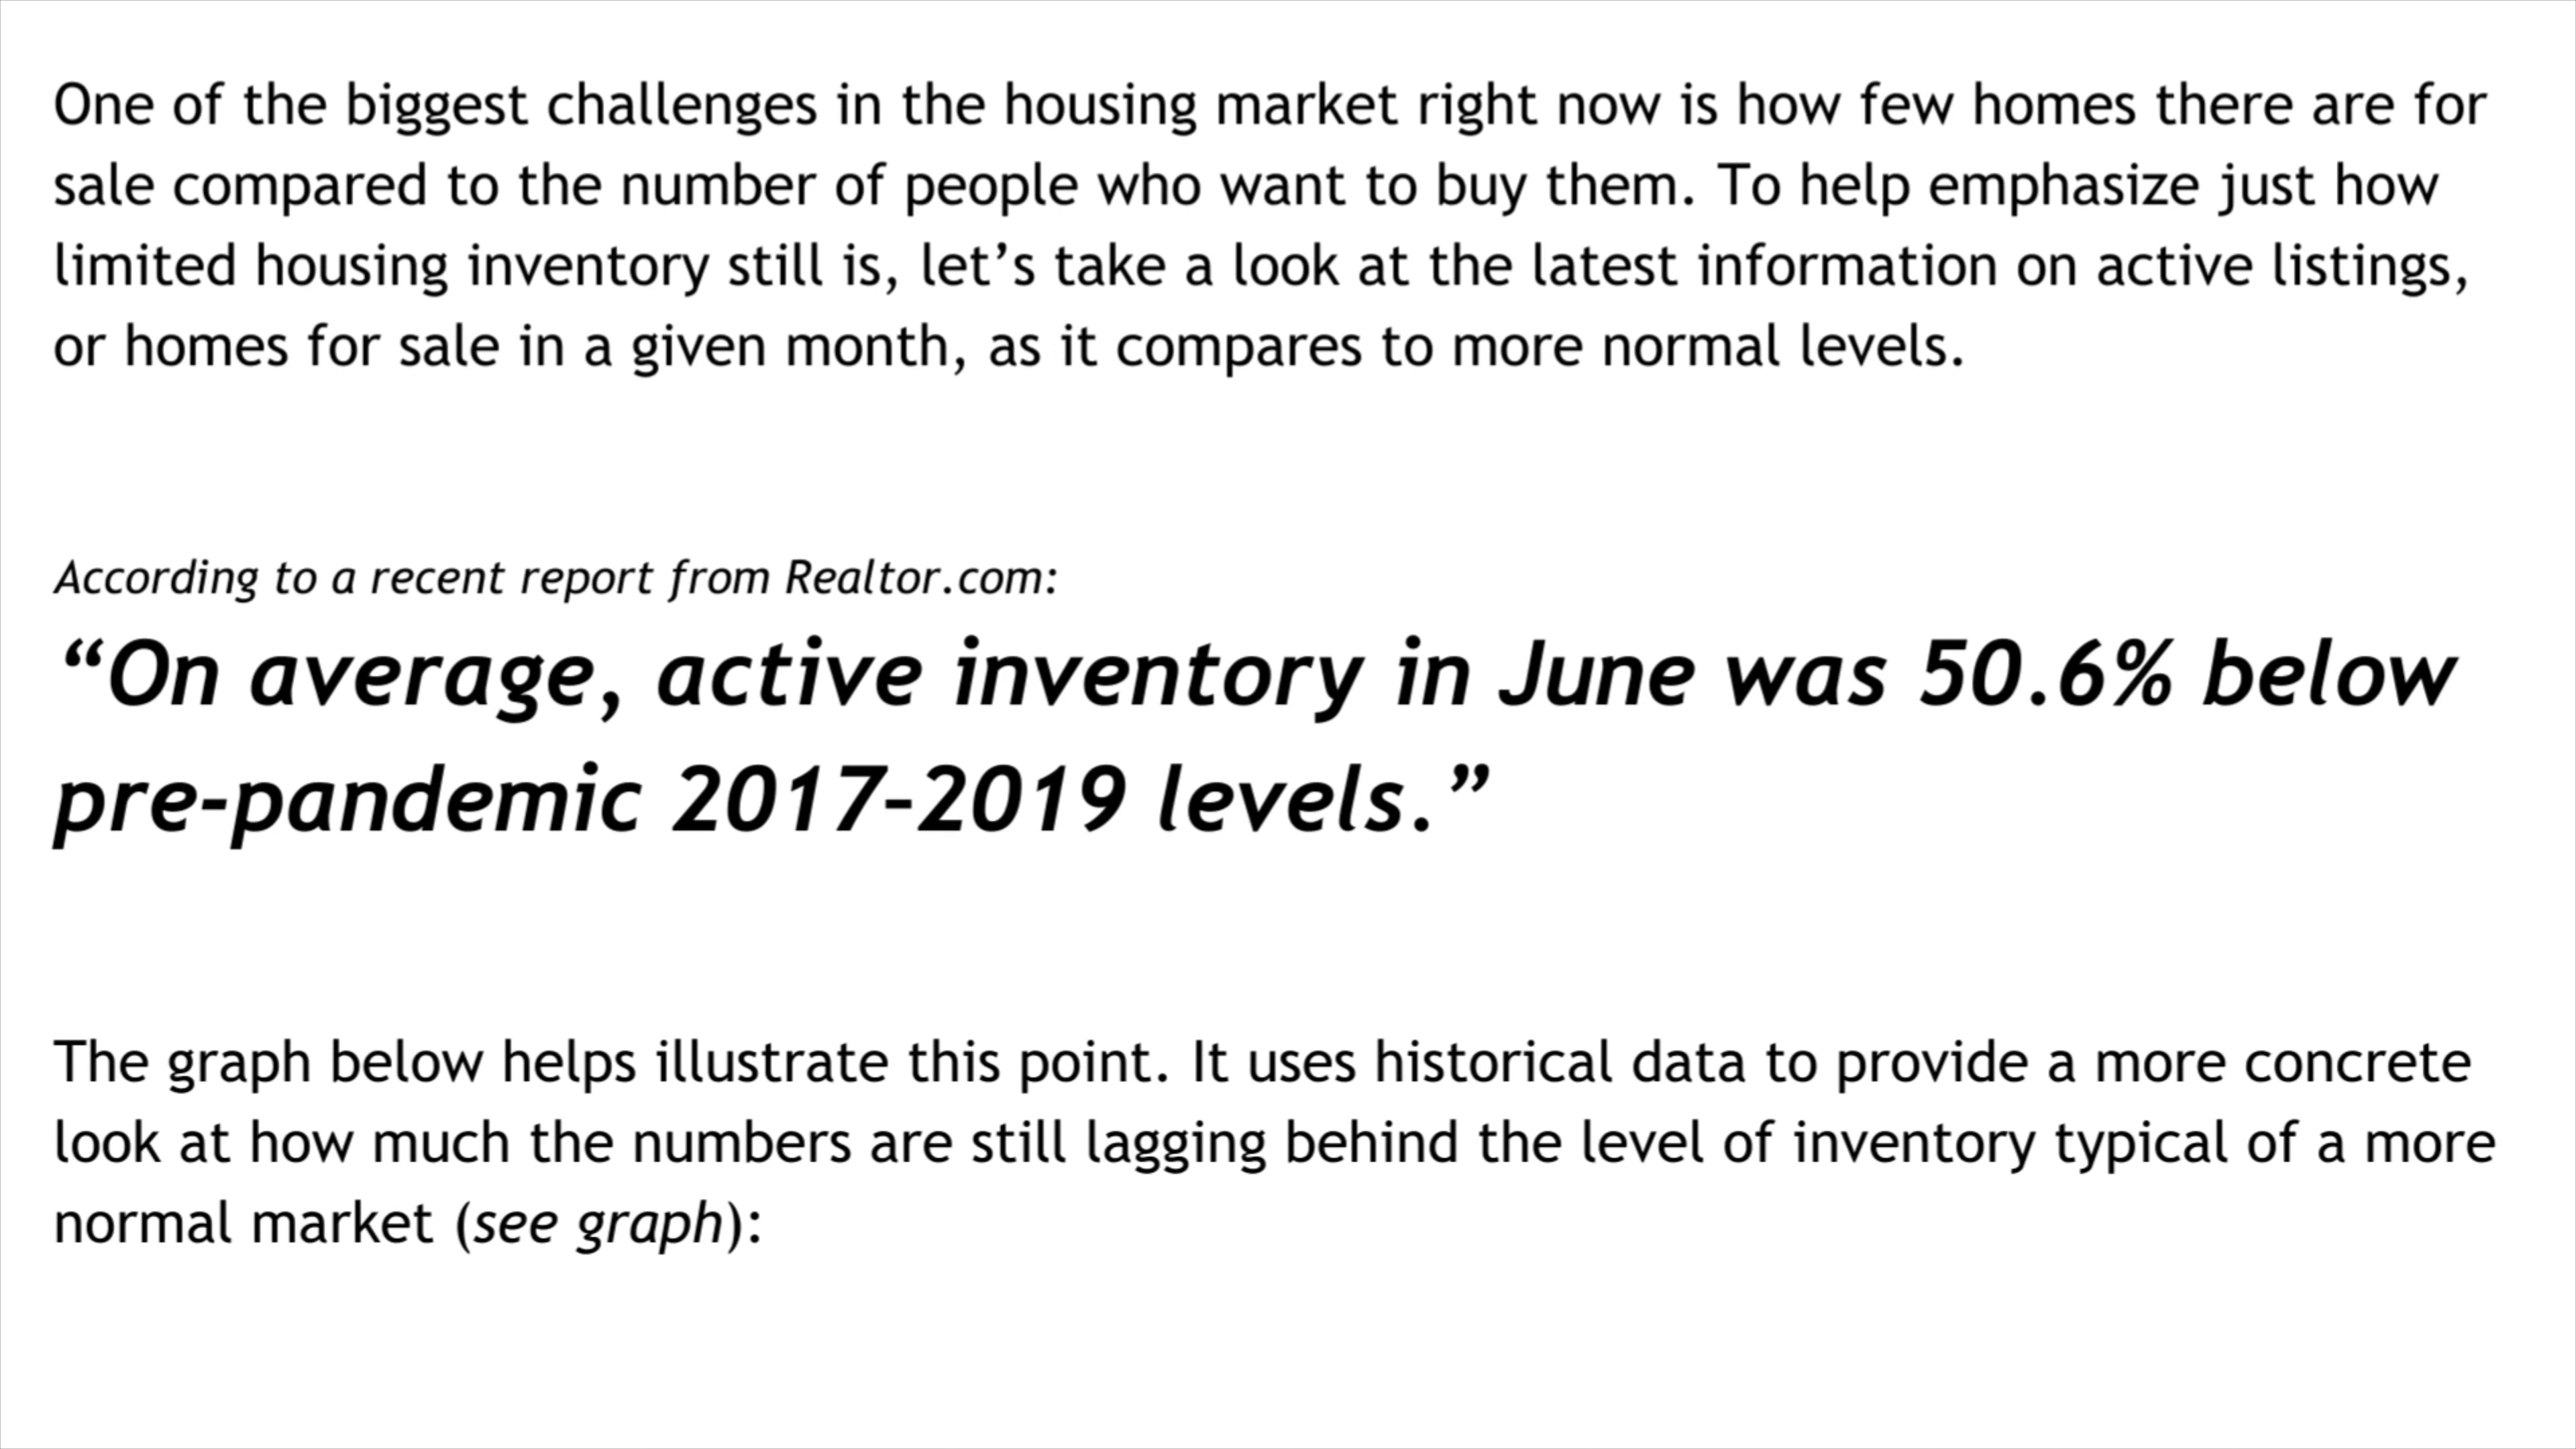 One of the biggest challenges in the housing market right now is how few homes there are for
sale compared to the number of people who want to buy them. To help emphasize just how
limited housing inventory still is, let’s take a look at the latest information on active listings,
or homes for sale in a given month, as it compares to more normal levels.
According to a recent report from Realtor.com:
“On average, active inventory in June was 50.6% below
pre-pandemic 2017–2019 levels.”
The graph below helps illustrate this point. It uses historical data to provide a more concrete
look at how much the numbers are still lagging behind the level of inventory typical of a more
normal market (see graph):